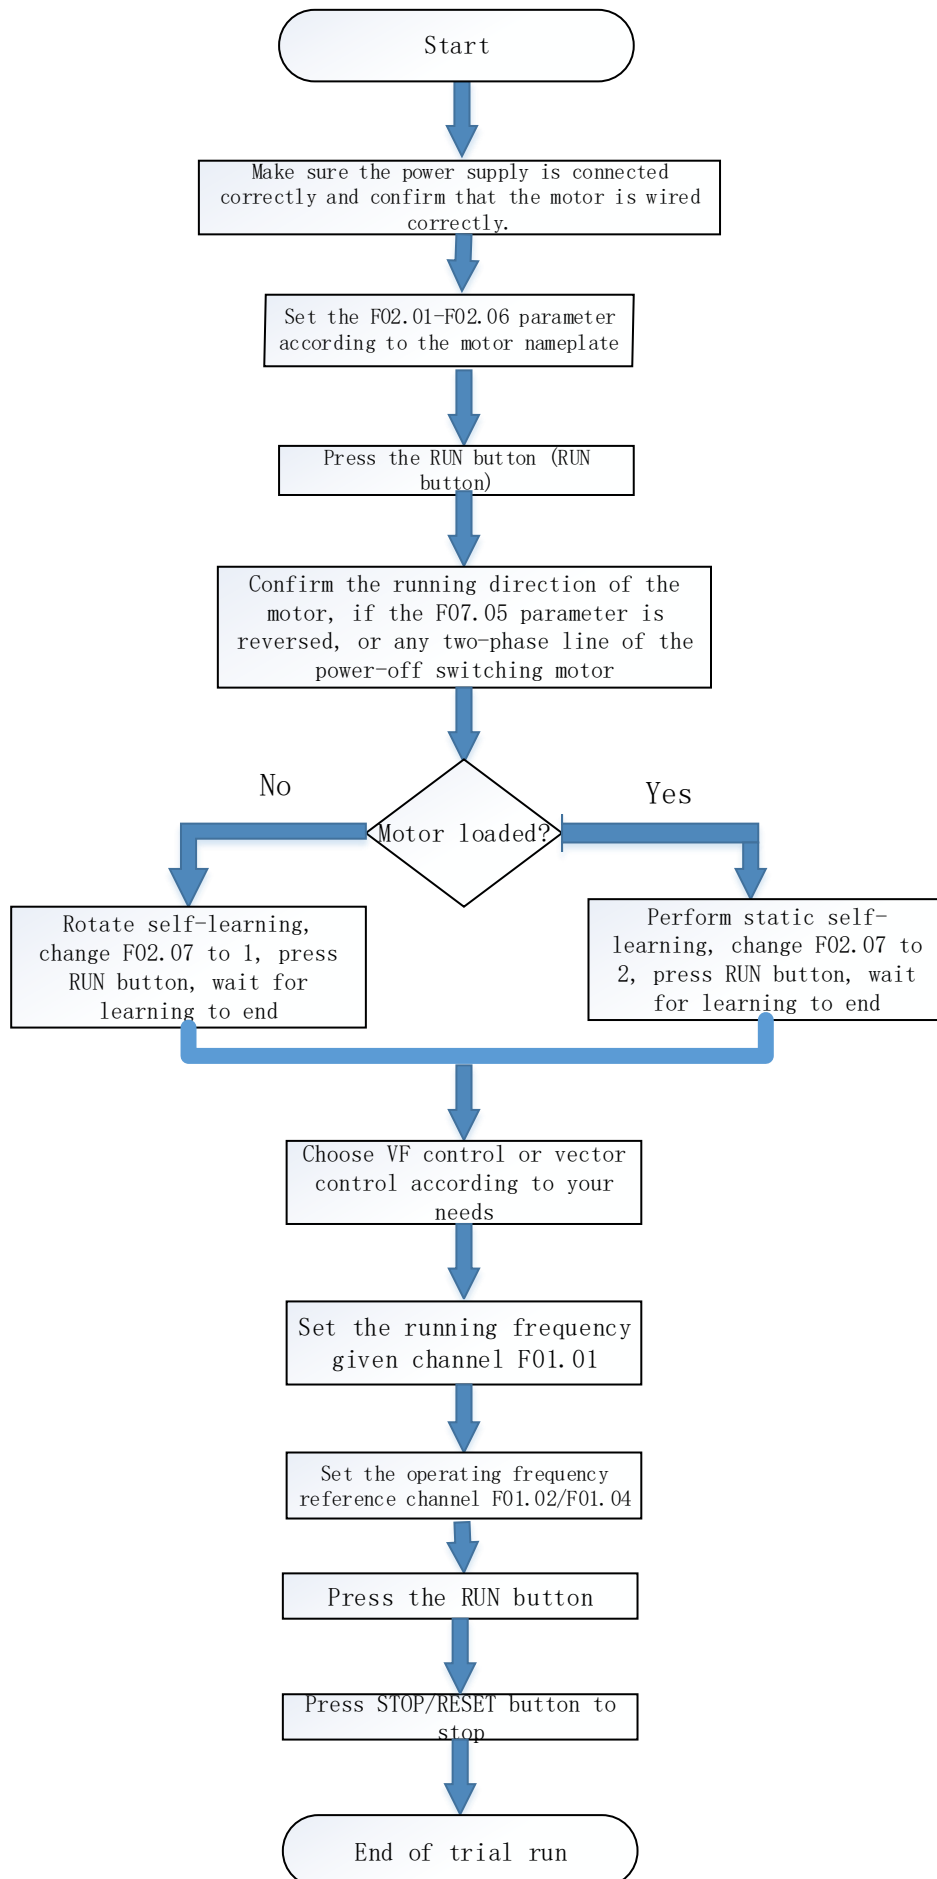 Start
Make sure the power supply is connected
correctly and confirm that the motor is wired
correctly.
Set the F02.01-F02.06 parameter
according to the motor nameplate
Press the RUN button (RUN
button)
Confirm the running direction of the
motor, if the F07.05 parameter is
reversed, or any two-phase line of the
power-off switching motor
No
Yes
Motor loaded?
Rotate self-learning,
change F02.07 to 1, press
RUN button, wait for
learning to end
Perform static self-
learning, change F02.07 to
2, press RUN button, wait
for learning to end
Choose VF control or vector
control according to your
needs
Set the running frequency
given channel F01.01
Set the operating frequency
reference channel F01.02/F01.04
Press the RUN button
Press STOP/RESET button to
stop
End of trial run